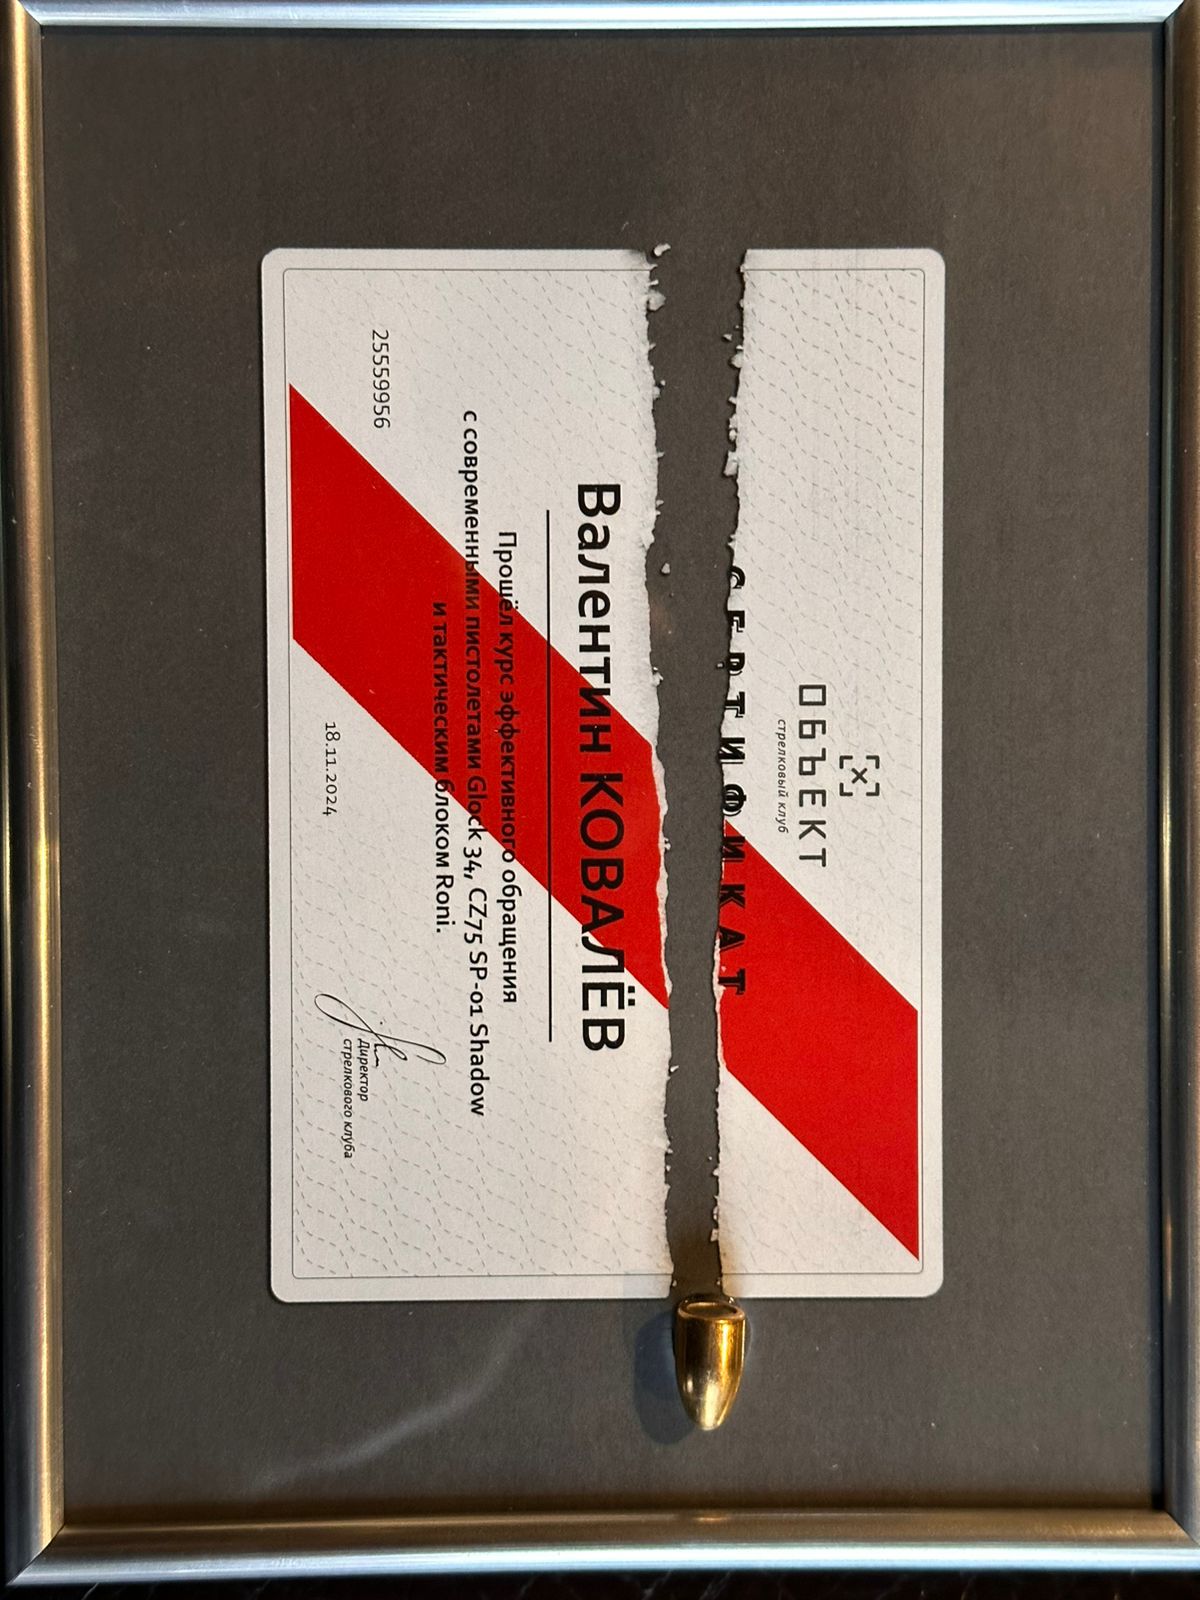 ОБЪЕКТ
стрелковый клуб
СЕРТИФИКАТ
Валентин КОВАЛЁВ
Прошёл курс эффективного обращения
с современными пистолетами Glock 34, CZ75 SP-01 Shadow
и тактическим блоком Roni.
25559956
18.11.2024
Директор
стрелкового клуба